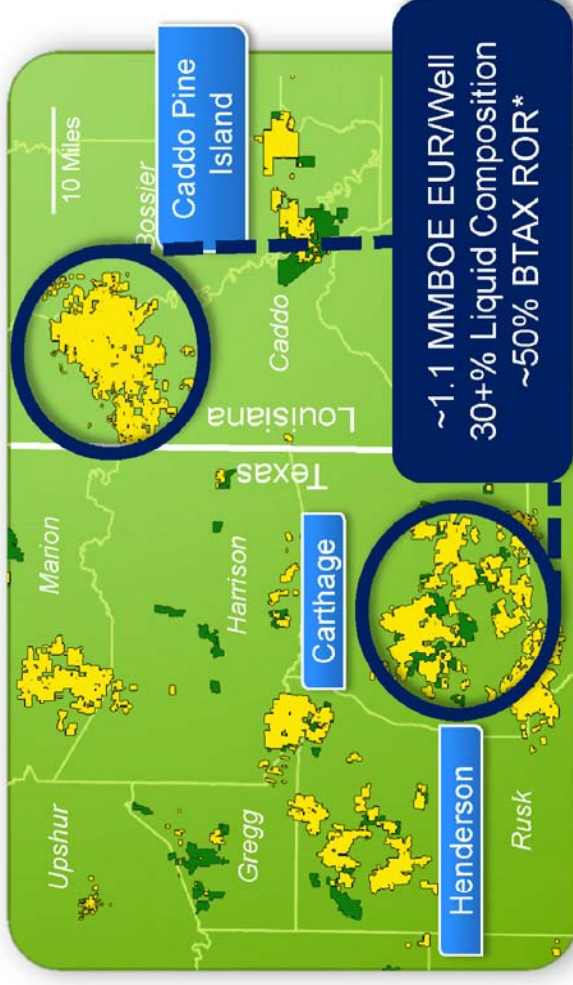 10 Miles
Bossier
Caddo Pine
Island
Caddo
Louisiana
Texas
Marion
Harrison
Upshur
Gregg
Carthage
Henderson
Rusk
~1.1 MMBOE EUR/Well
30+% Liquid Composition
~50% BTAX ROR*